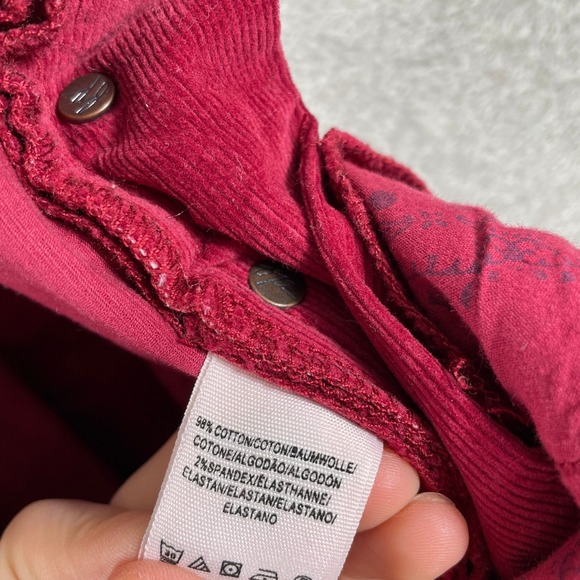 98% COTTON/COTON/BAUMWOLLE/
COTONE/ALGODÃO/ALGODÓN
2% SPANDEX/ELASTHANNE/
ELASTAN/ELASTAN/ELASTANO/
ELASTANO